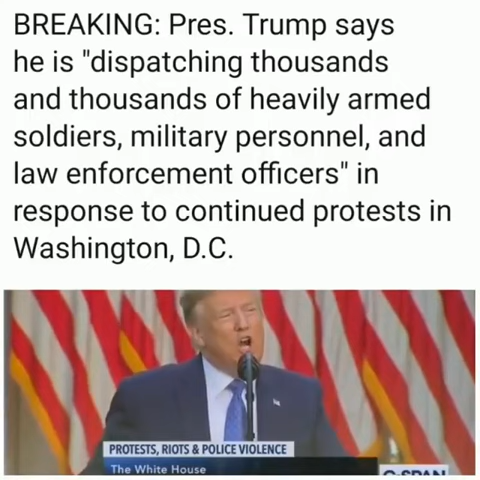 BREAKING: Pres. Trump says
he is "dispatching thousands
and thousands of heavily armed
soldiers, military personnel, and
law enforcement officers" in
response to continued protests in
Washington, D.C.
PROTESTS, RIOTS & POLICE VIOLENCE
The White House
C-SPAN